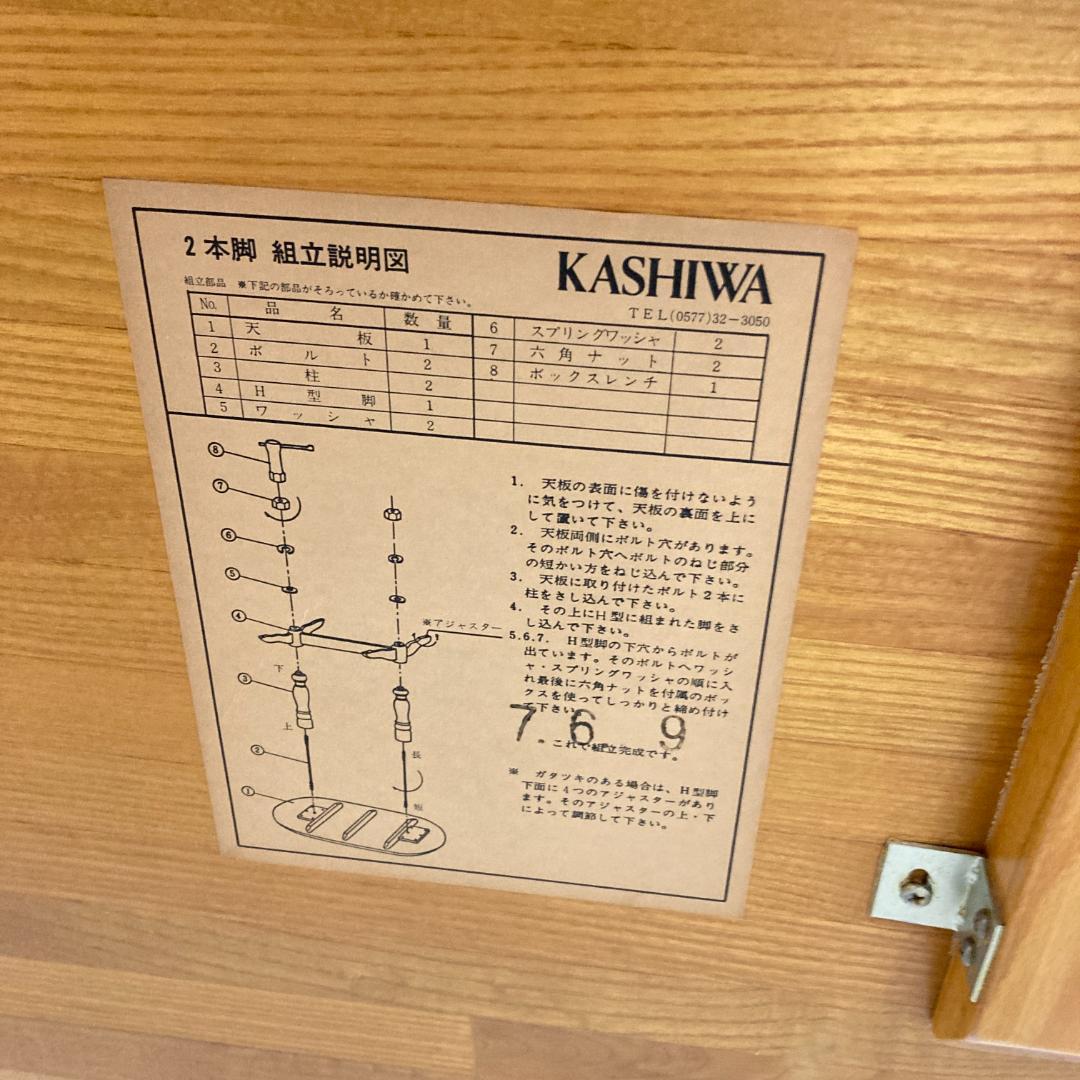 2本脚 組立説明図
KASHIWA
TEL(0577)32-3050
組立部品 ※下記の部品がそろっているか確かめて下さい。
No. 品名 数量
1 天板 1
2 ボルト 2
3 柱 2
4 H型脚 1
5 ワッシャ 2
6 スプリングワッシャ 2
7 六角ナット 2
8 ボックスレンチ 1
⑧
⑦
⑥
⑤
④
※アジャスター
下
③
上
②
長
①
短
1. 天板の表面に傷を付けないよう
に気をつけて、天板の裏面を上に
して置いて下さい。
2. 天板両側にボルト穴があります。
そのボルト穴へボルトのねじ部分
の短かい方をねじ込んで下さい。
3. 天板に取り付けたボルト2本に
柱をさし込んで下さい。
4. その上にH型に組まれた脚をさ
し込んで下さい。
5.6.7. H型脚の下穴からボルトが
出ています。そのボルトへワッシ
ャ・スプリングワッシャの順に入
れ最後に六角ナットを付属のボッ
クスを使ってしっかりと締め付け
て下さい。
7 6 9
これで組立完成です。
※ ガタツキのある場合は、H型脚
下面に4つのアジャスターがあり
ます。そのアジャスターの上・下
によって調節して下さい。